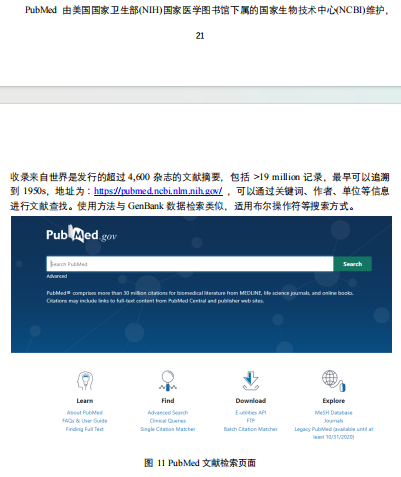 PubMed 由美国国家卫生部(NIH)国家医学图书馆下属的国家生物技术中心(NCBI)维护，
21
收录来自世界是发行的超过 4,600 杂志的文献摘要，包括 >19 million 记录，最早可以追溯
到 1950s，地址为：https://pubmed.ncbi.nlm.nih.gov/ ，可以通过关键词、作者、单位等信息
进行文献查找。使用方法与 GenBank 数据检索类似，适用布尔操作符等搜索方式。
PubMed.gov
Search PubMed Search
Advanced
PubMed® comprises more than 30 million citations for biomedical literature from MEDLINE, life science journals, and online books.
Citations may include links to full-text content from PubMed Central and publisher web sites.
Learn Find Download Explore
About PubMed Advanced Search E-utilities API MeSH Database
FAQs & User Guide Clinical Queries FTP Journals
Finding Full Text Single Citation Matcher Batch Citation Matcher Legacy PubMed (available until at
least 10/31/2020)
图 11 PubMed 文献检索页面